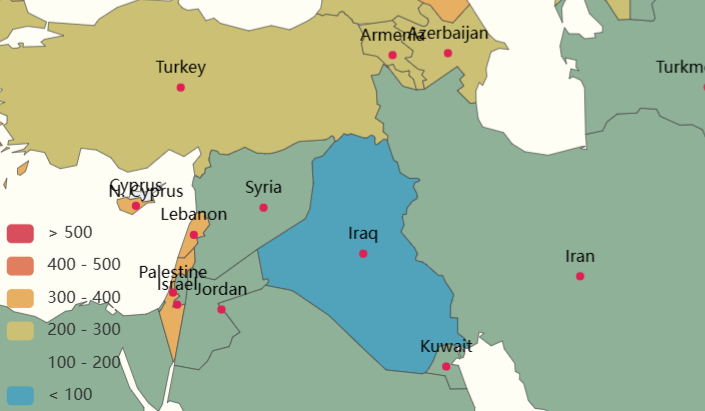 Armenia
Azerbaijan
Turkey
Turkm
Cyprus
N. Cyprus
Syria
Lebanon
> 500
Iraq
Iran
400 - 500
Palestine
Israel
Jordan
300 - 400
200 - 300
Kuwait
100 - 200
< 100